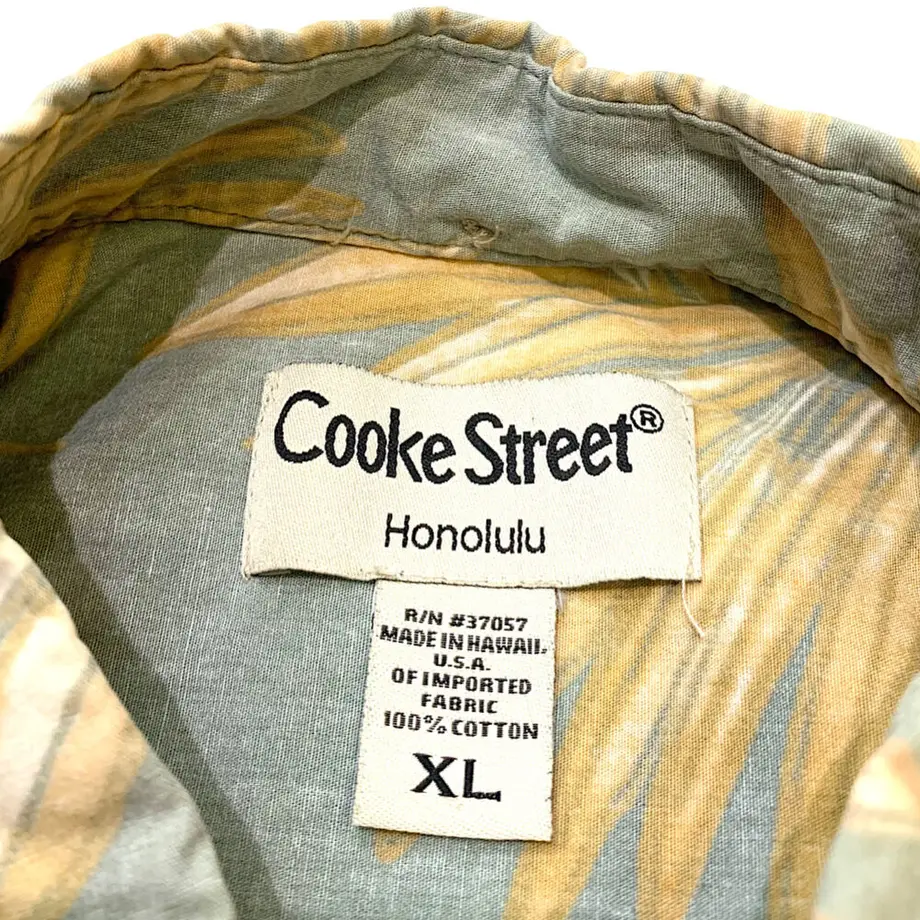 Cooke Street®
Honolulu
R/N #37057
MADE IN HAWAII,
U.S.A.
OF IMPORTED
FABRIC
100% COTTON
XL